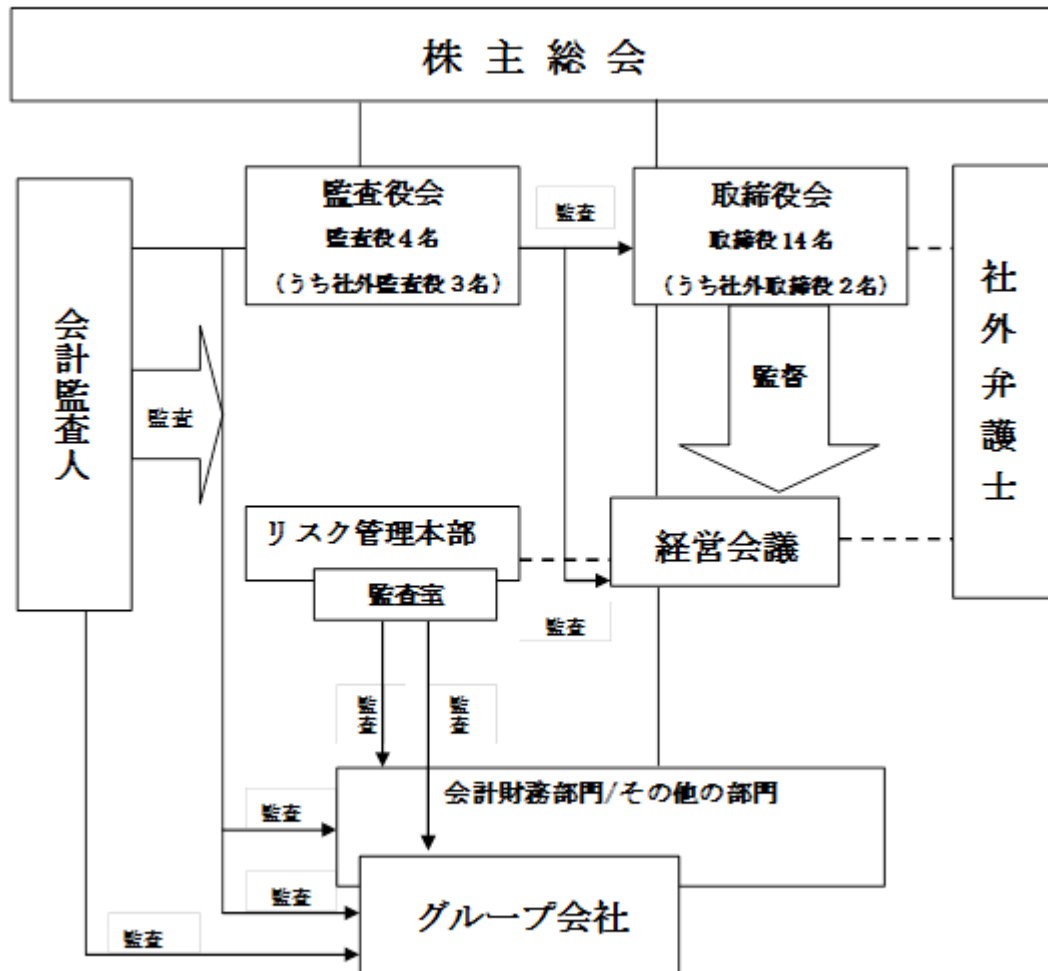 株主総会
監査役会
監査役4名
（うち社外監査役3名）
監査
取締役会
取締役14名
（うち社外取締役2名）
社外弁護士
会計監査人
監査
監督
リスク管理本部
監査室
経営会議
監査
監査
監査
会計財務部門/その他の部門
監査
監査
グループ会社
監査